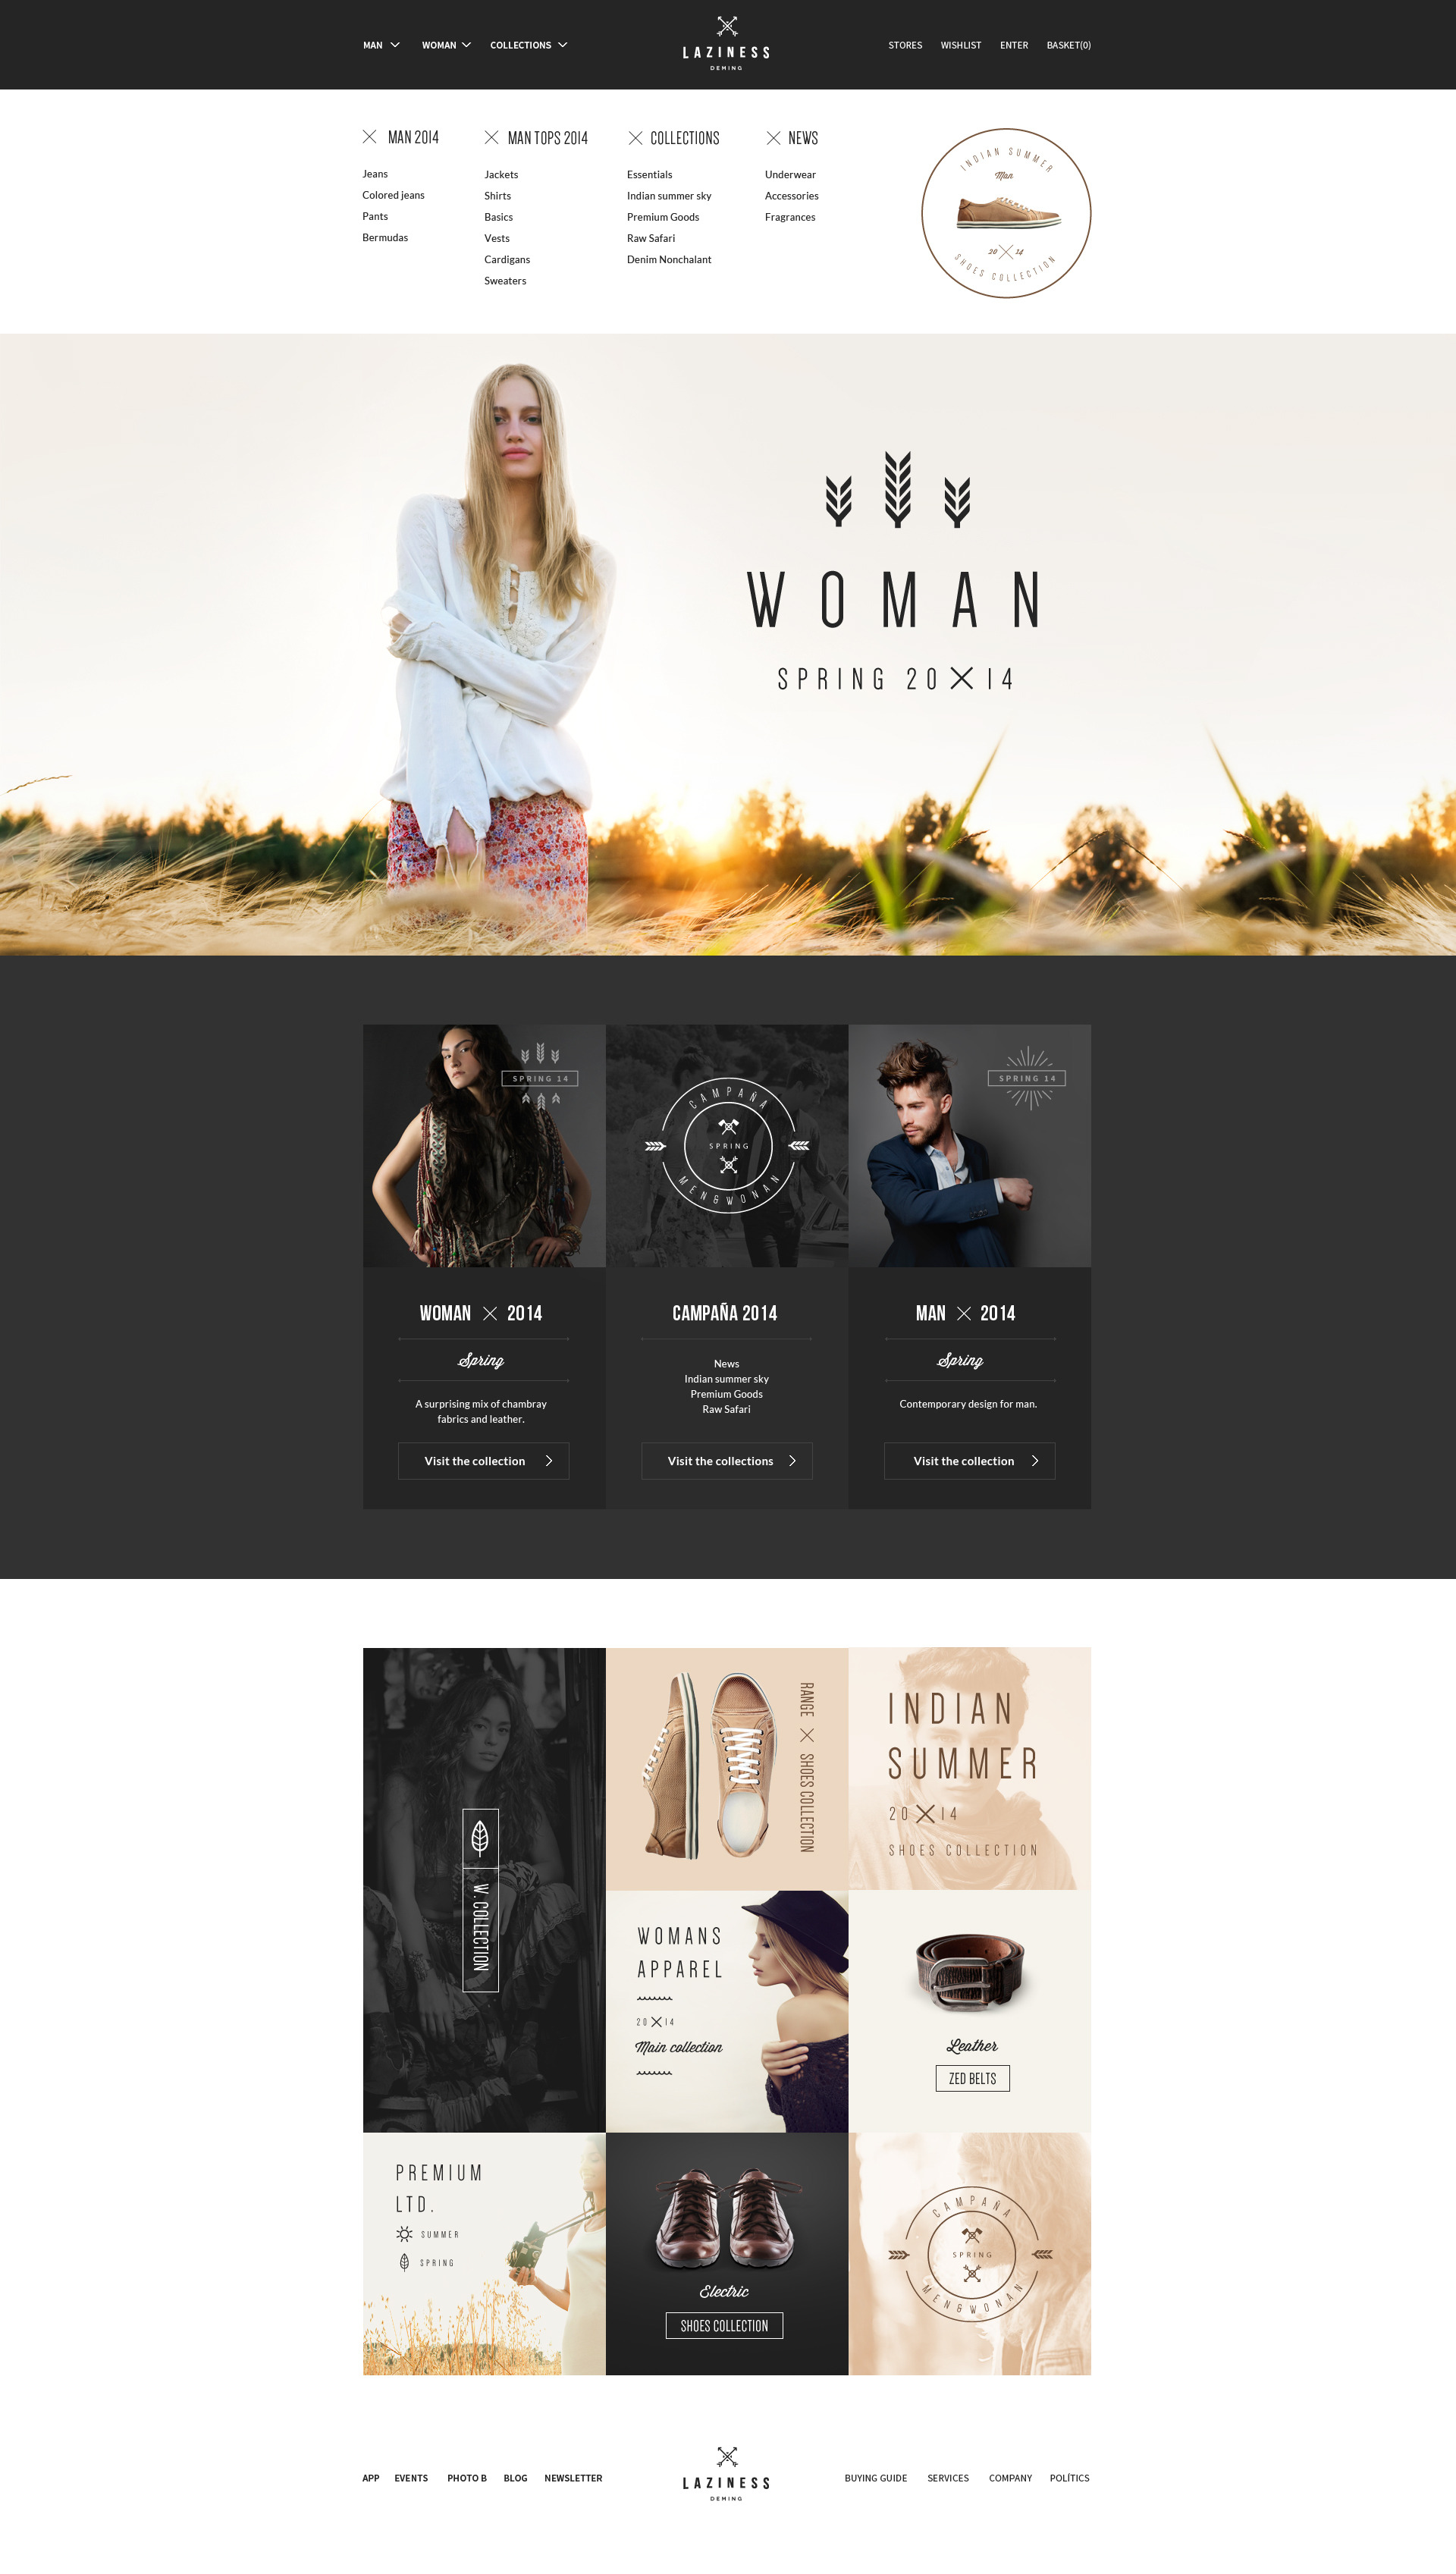 MAN
WOMAN
COLLECTIONS
LAZINESS
DEMING
STORES
WISHLIST
ENTER
BASKET(0)
MAN 2014
Jeans
Colored jeans
Pants
Bermudas
MAN TOPS 2014
Jackets
Shirts
Basics
Vests
Cardigans
Sweaters
COLLECTIONS
Essentials
Indian summer sky
Premium Goods
Raw Safari
Denim Nonchalant
NEWS
Underwear
Accessories
Fragrances
INDIAN SUMMER
Man
20 14
SHOES COLLECTION
WOMAN
SPRING 20 14
SPRING 14
CAMPAÑA
SPRING
MEN&WONAN
SPRING 14
WOMAN 2014
Spring
A surprising mix of chambray
fabrics and leather.
Visit the collection
CAMPAÑA 2014
News
Indian summer sky
Premium Goods
Raw Safari
Visit the collections
MAN 2014
Spring
Contemporary design for man.
Visit the collection
W. COLLECTION
RANGE SHOES COLLECTION
INDIAN
SUMMER
20 14
SHOES COLLECTION
WOMANS
APPAREL
20 14
Main collection
Leather
ZED BELTS
PREMIUM
LTD.
SUMMER
SPRING
Electric
SHOES COLLECTION
CAMPAÑA
SPRING
MEN&WONAN
APP
EVENTS
PHOTO B
BLOG
NEWSLETTER
LAZINESS
DEMING
BUYING GUIDE
SERVICES
COMPANY
POLÍTICS